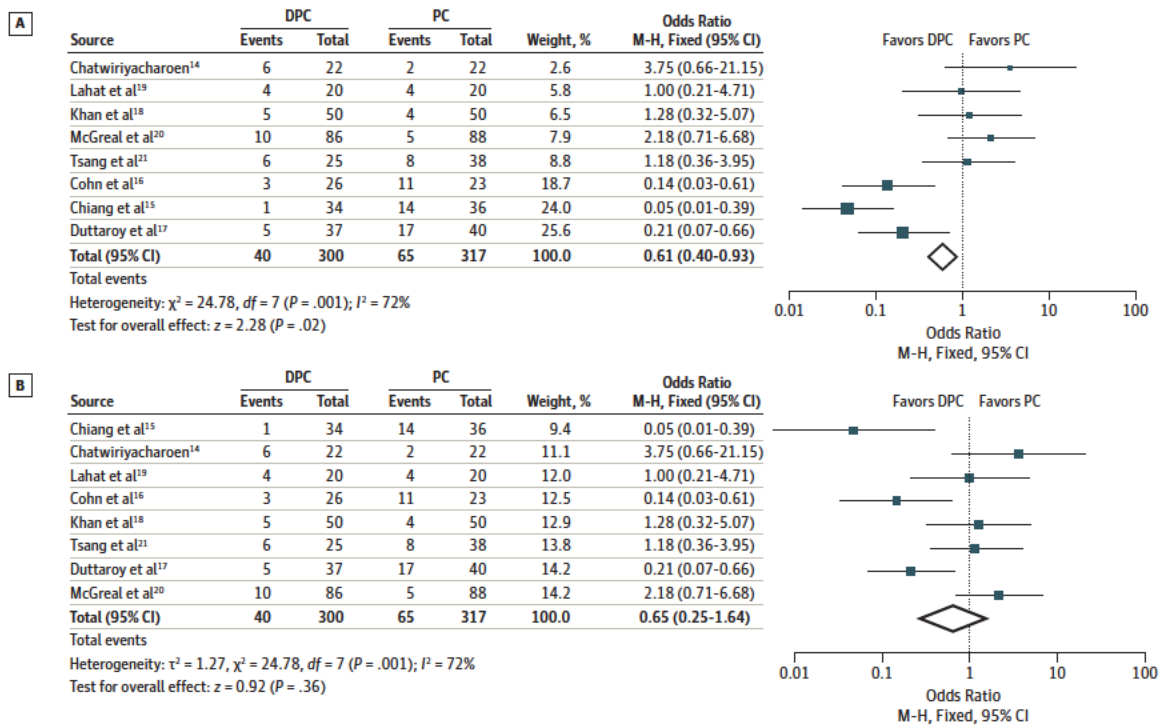 A
DPC PC Odds Ratio
Source Events Total Events Total Weight, % M-H, Fixed (95% CI) Favors DPC Favors PC
Chatwiriyacharoen14 6 22 2 22 2.6 3.75 (0.66-21.15)
Lahat et al19 4 20 4 20 5.8 1.00 (0.21-4.71)
Khan et al18 5 50 4 50 6.5 1.28 (0.32-5.07)
McGreal et al20 10 86 5 88 7.9 2.18 (0.71-6.68)
Tsang et al21 6 25 8 38 8.8 1.18 (0.36-3.95)
Cohn et al16 3 26 11 23 18.7 0.14 (0.03-0.61)
Chiang et al15 1 34 14 36 24.0 0.05 (0.01-0.39)
Duttaroy et al17 5 37 17 40 25.6 0.21 (0.07-0.66)
Total (95% CI) 40 300 65 317 100.0 0.61 (0.40-0.93)
Total events
Heterogeneity: χ² = 24.78, df = 7 (P = .001); I² = 72%
Test for overall effect: z = 2.28 (P = .02)
0.01 0.1 1 10 100
Odds Ratio
M-H, Fixed, 95% CI
B
DPC PC Odds Ratio
Source Events Total Events Total Weight, % M-H, Fixed (95% CI) Favors DPC Favors PC
Chiang et al15 1 34 14 36 9.4 0.05 (0.01-0.39)
Chatwiriyacharoen14 6 22 2 22 11.1 3.75 (0.66-21.15)
Lahat et al19 4 20 4 20 12.0 1.00 (0.21-4.71)
Cohn et al16 3 26 11 23 12.5 0.14 (0.03-0.61)
Khan et al18 5 50 4 50 12.9 1.28 (0.32-5.07)
Tsang et al21 6 25 8 38 13.8 1.18 (0.36-3.95)
Duttaroy et al17 5 37 17 40 14.2 0.21 (0.07-0.66)
McGreal et al20 10 86 5 88 14.2 2.18 (0.71-6.68)
Total (95% CI) 40 300 65 317 100.0 0.65 (0.25-1.64)
Total events
Heterogeneity: τ² = 1.27, χ² = 24.78, df = 7 (P = .001); I² = 72%
Test for overall effect: z = 0.92 (P = .36)
0.01 0.1 1 10 100
Odds Ratio
M-H, Fixed, 95% CI